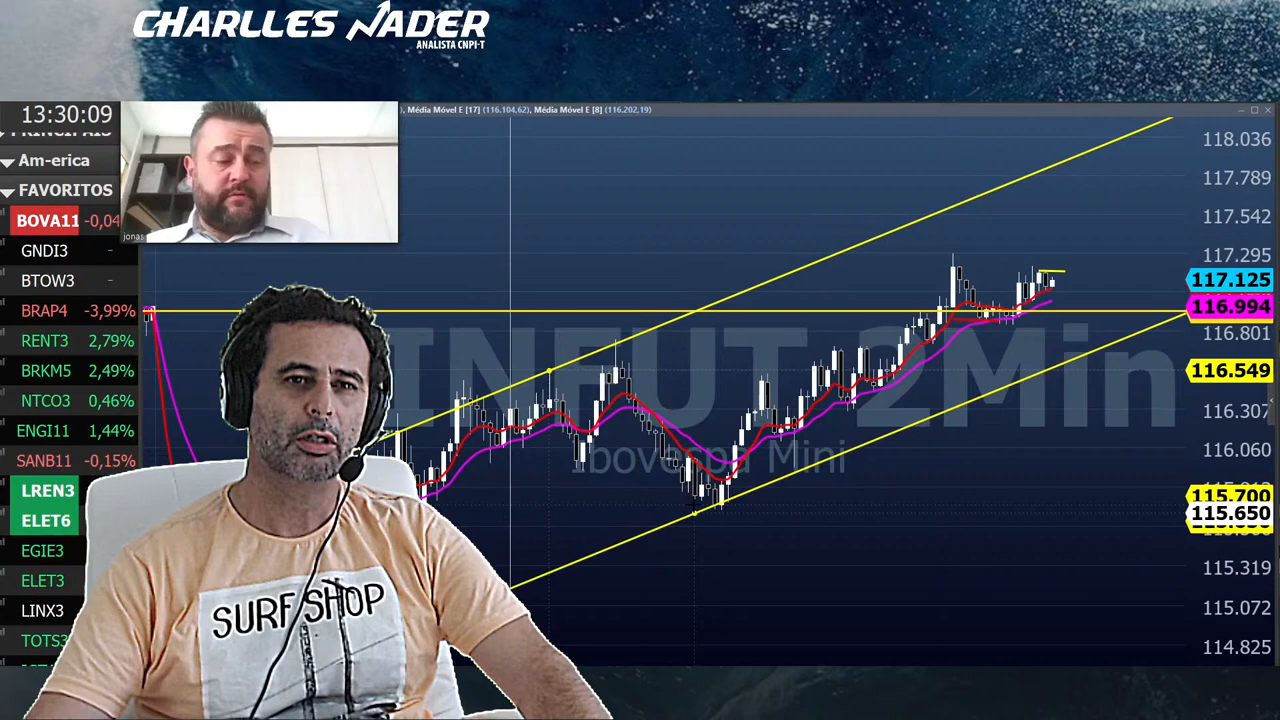 CHARLLES NADER
ANALISTA CNPI-T
13:30:09
), Média Móvel E [17] (116.104,62), Média Móvel E [8] (116.202,19)
PRINCIPAIS
Am-erica
FAVORITOS
BOVA11 -0,04
GNDI3 -
BTOW3 -
BRAP4 -3,99%
RENT3 2,79%
BRKM5 2,49%
NTCO3 0,46%
ENGI11 1,44%
SANB11 -0,15%
LREN3
ELET6
EGIE3
ELET3
LINX3
TOTS3
jonas
INFUT 2Min
Ibovespa Mini
118.036
117.789
117.542
117.295
117.125
116.994
116.801
116.549
116.307
116.060
115.700
115.650
115.319
115.072
114.825
SURF SHOP